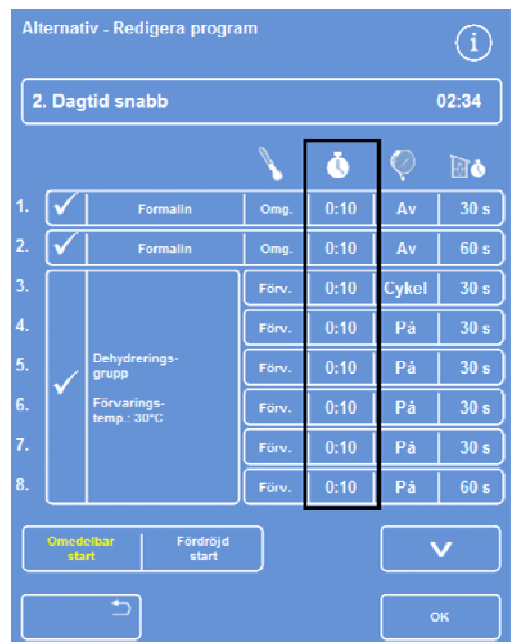 Alternativ - Redigera program
i
2. Dagtid snabb 02:34
1. Formalin Omg. 0:10 Av 30 s
2. Formalin Omg. 0:10 Av 60 s
3. Förv. 0:10 Cykel 30 s
4. Förv. 0:10 På 30 s
5. Dehydrerings- Förv. 0:10 På 30 s
grupp
6. Förvarings- Förv. 0:10 På 30 s
temp.: 30°C
7. Förv. 0:10 På 30 s
8. Förv. 0:10 På 60 s
Omedelbar Fördröjd
start start
OK